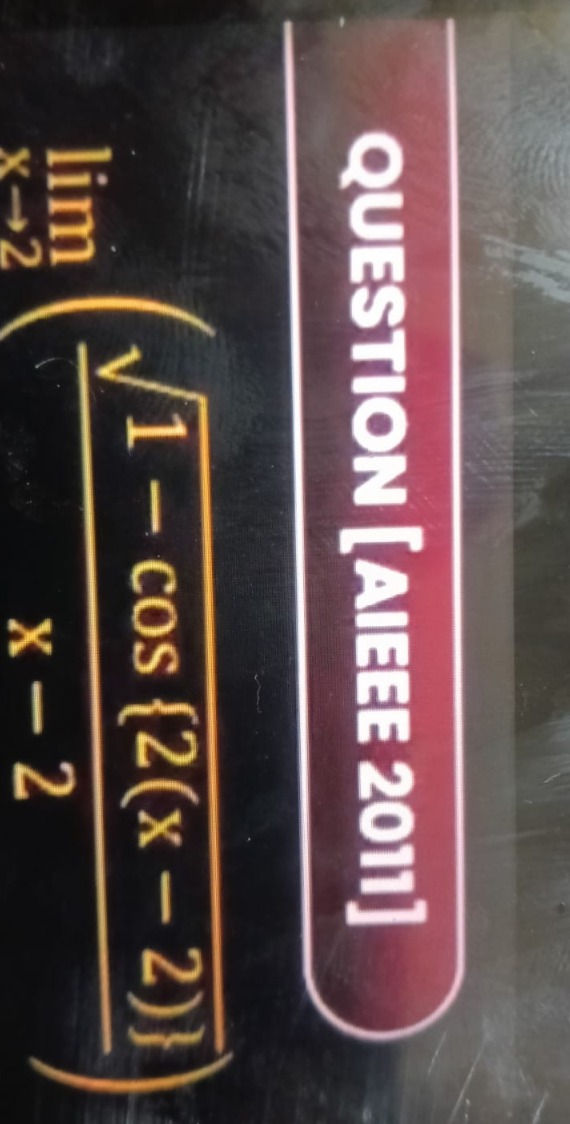 QUESTION [AIEEE 2011]
lim x→2 (√1 − cos {2(x − 2)} / x − 2)